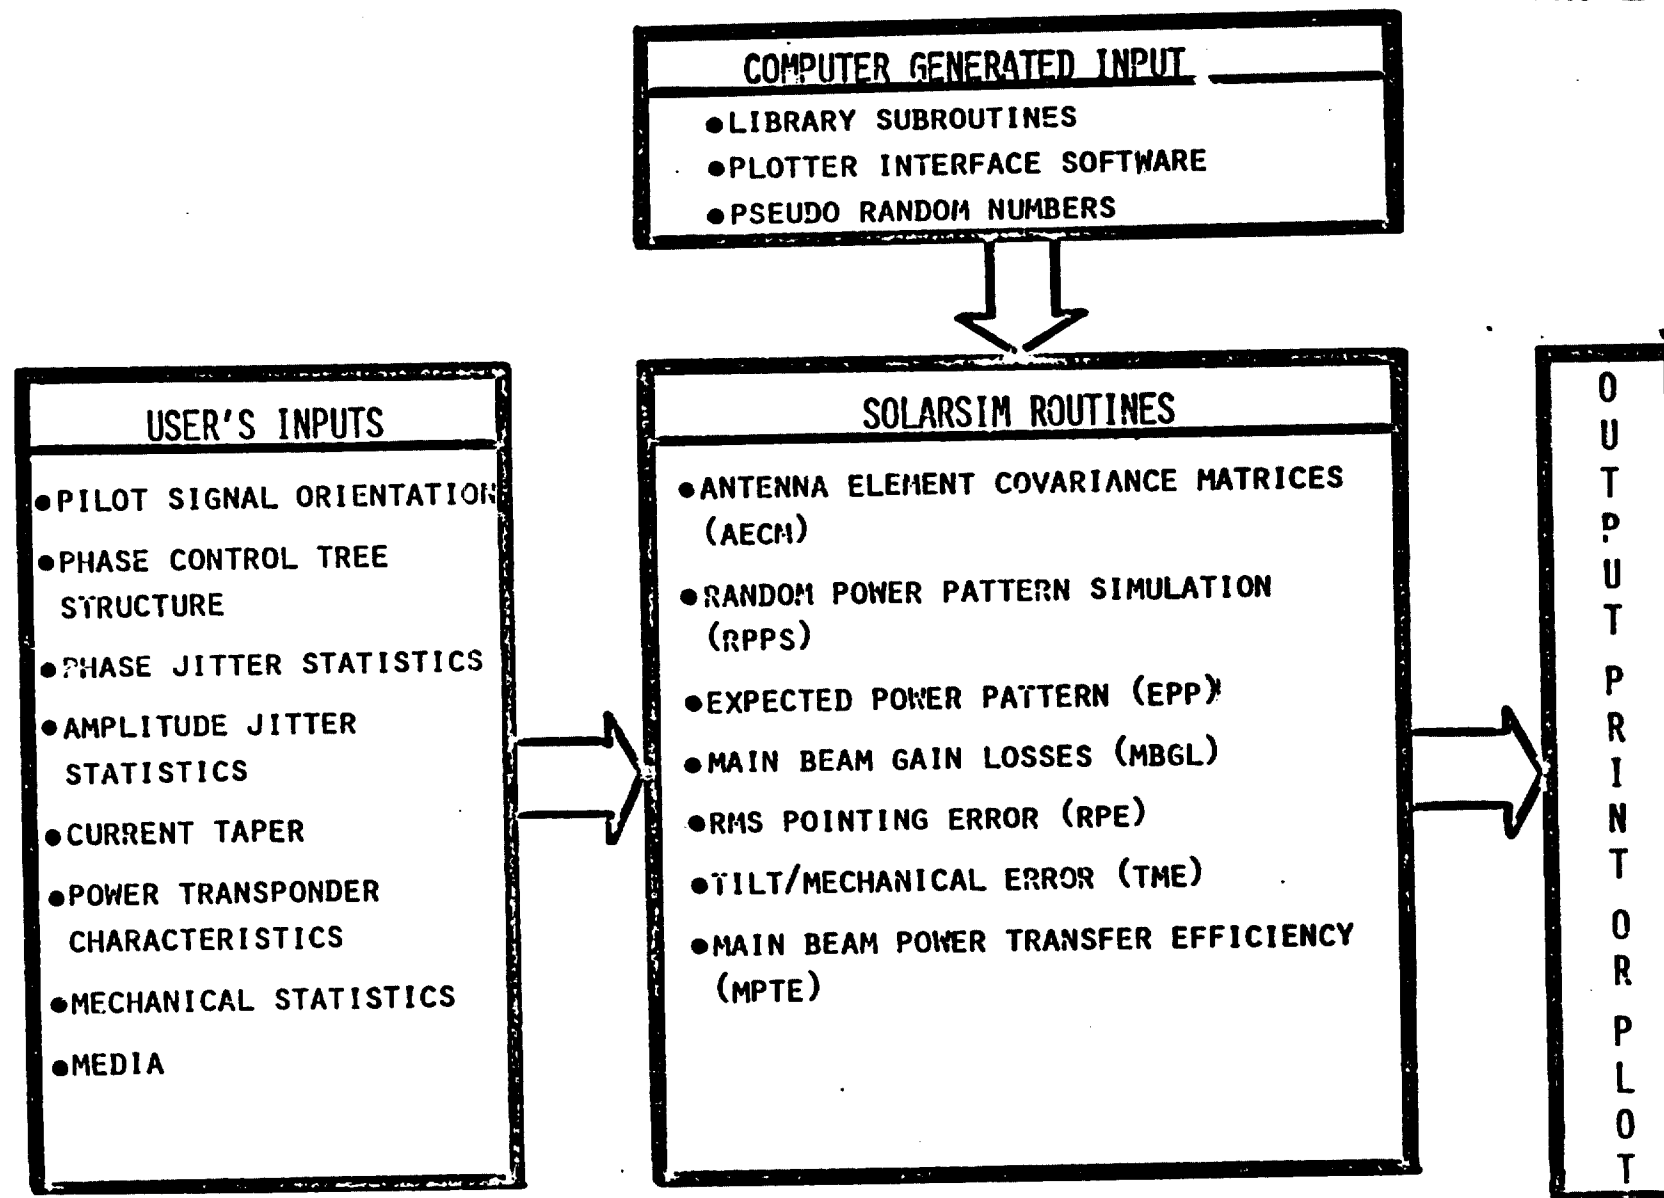 COMPUTER GENERATED INPUT
●LIBRARY SUBROUTINES
●PLOTTER INTERFACE SOFTWARE
●PSEUDO RANDOM NUMBERS
USER'S INPUTS
●PILOT SIGNAL ORIENTATION
●PHASE CONTROL TREE
STRUCTURE
●PHASE JITTER STATISTICS
●AMPLITUDE JITTER
STATISTICS
●CURRENT TAPER
●POWER TRANSPONDER
CHARACTERISTICS
●MECHANICAL STATISTICS
●MEDIA
SOLARSIM ROUTINES
●ANTENNA ELEMENT COVARIANCE MATRICES
(AECM)
●RANDOM POWER PATTERN SIMULATION
(RPPS)
●EXPECTED POWER PATTERN (EPP)
●MAIN BEAM GAIN LOSSES (MBGL)
●RMS POINTING ERROR (RPE)
●TILT/MECHANICAL ERROR (TME)
●MAIN BEAM POWER TRANSFER EFFICIENCY
(MPTE)
OUTPUT PRINT OR PLOT